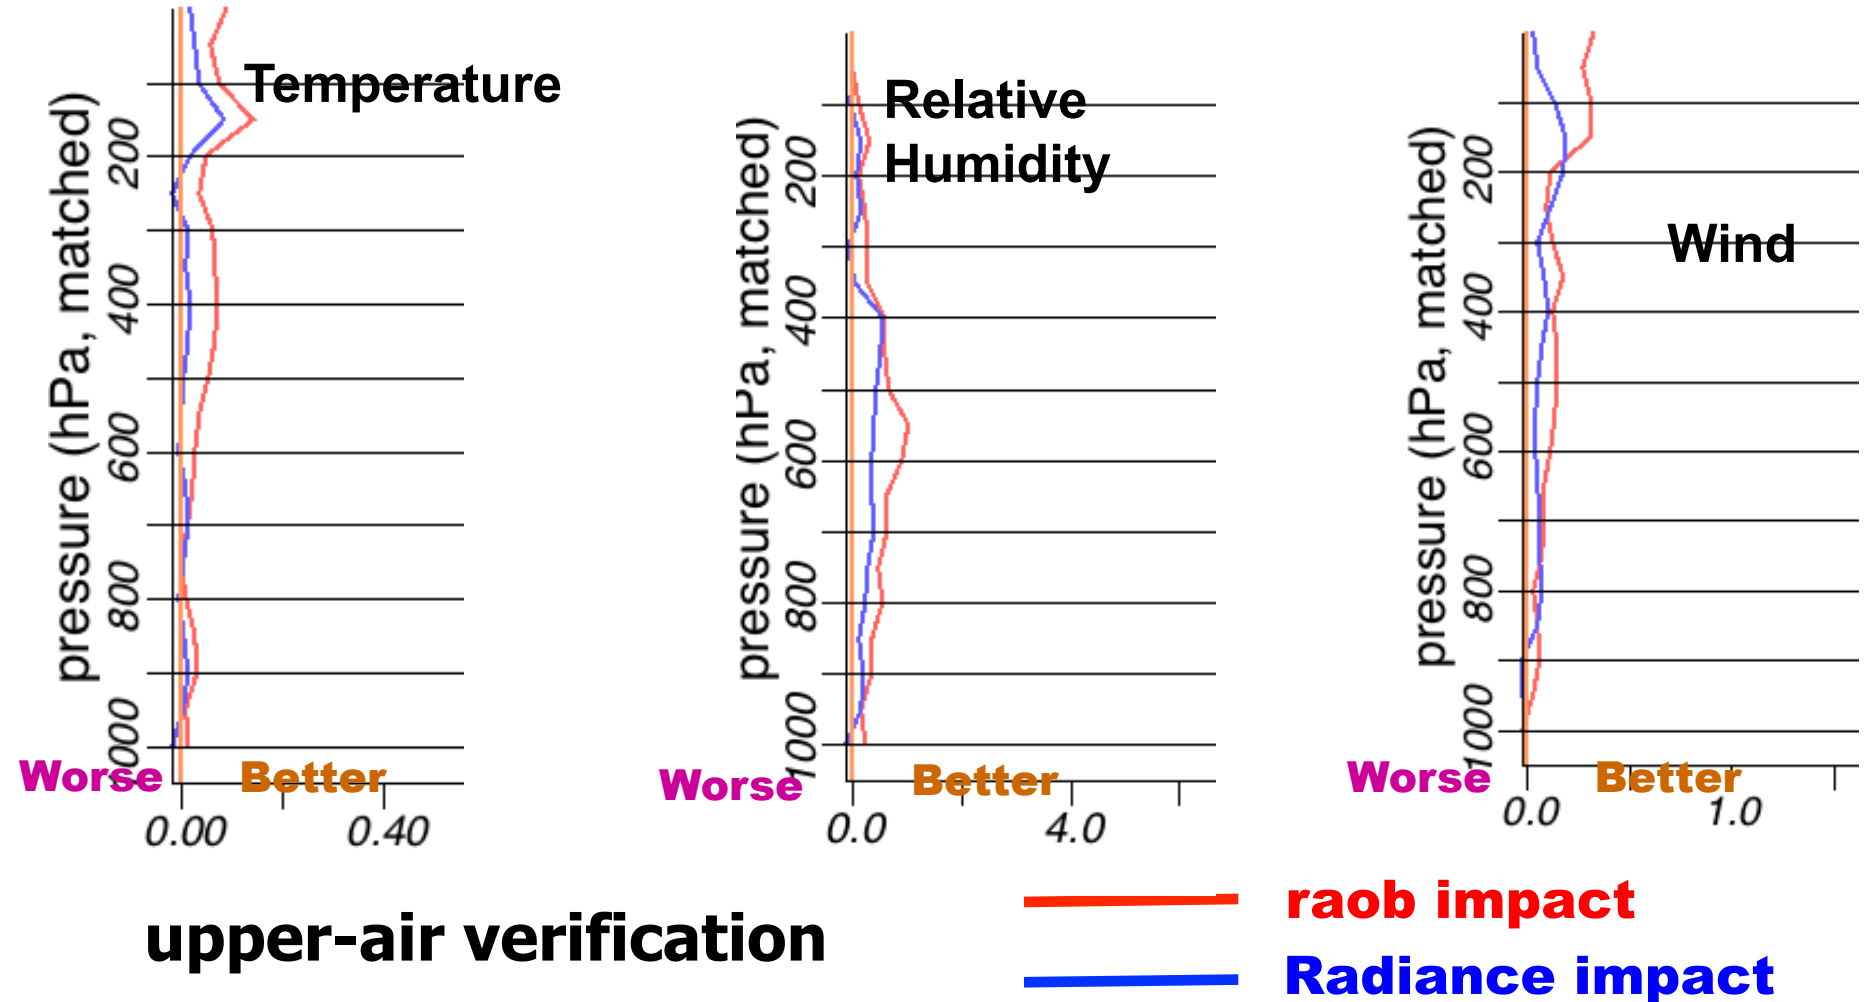 Temperature
pressure (hPa, matched)
200
400
600
800
1000
Worse
Better
0.00
0.40
Relative
Humidity
pressure (hPa, matched)
200
400
600
800
1000
Worse
Better
0.0
4.0
Wind
pressure (hPa, matched)
200
400
600
800
1000
Worse
Better
0.0
1.0
upper-air verification
raob impact
Radiance impact